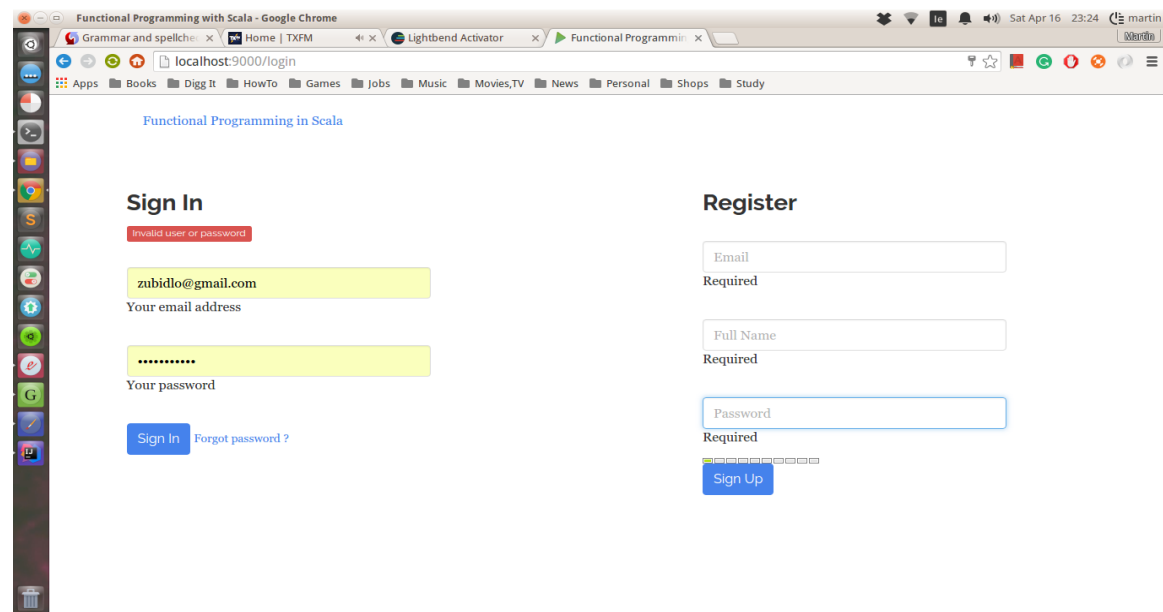 Functional Programming with Scala - Google Chrome
le
Sat Apr 16 23:24
martin
Grammar and spellche
Home | TXFM
Lightbend Activator
Functional Programmin
Martin
localhost:9000/login
Apps Books Digg It HowTo Games Jobs Music Movies,TV News Personal Shops Study
Functional Programming in Scala
Sign In
Invalid user or password
zubidlo@gmail.com
Your email address
•••••••••••
Your password
Sign In Forgot password ?
Register
Email
Required
Full Name
Required
Password
Required
Sign Up
S
G
IJ